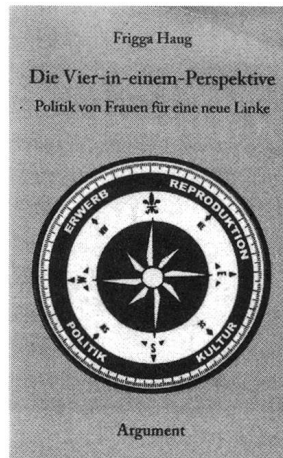 Frigga Haug
Die Vier-in-einem-Perspektive
Politik von Frauen für eine neue Linke
ERWERB
REPRODUKTION
E
S
POLITIK
KULTUR
Argument